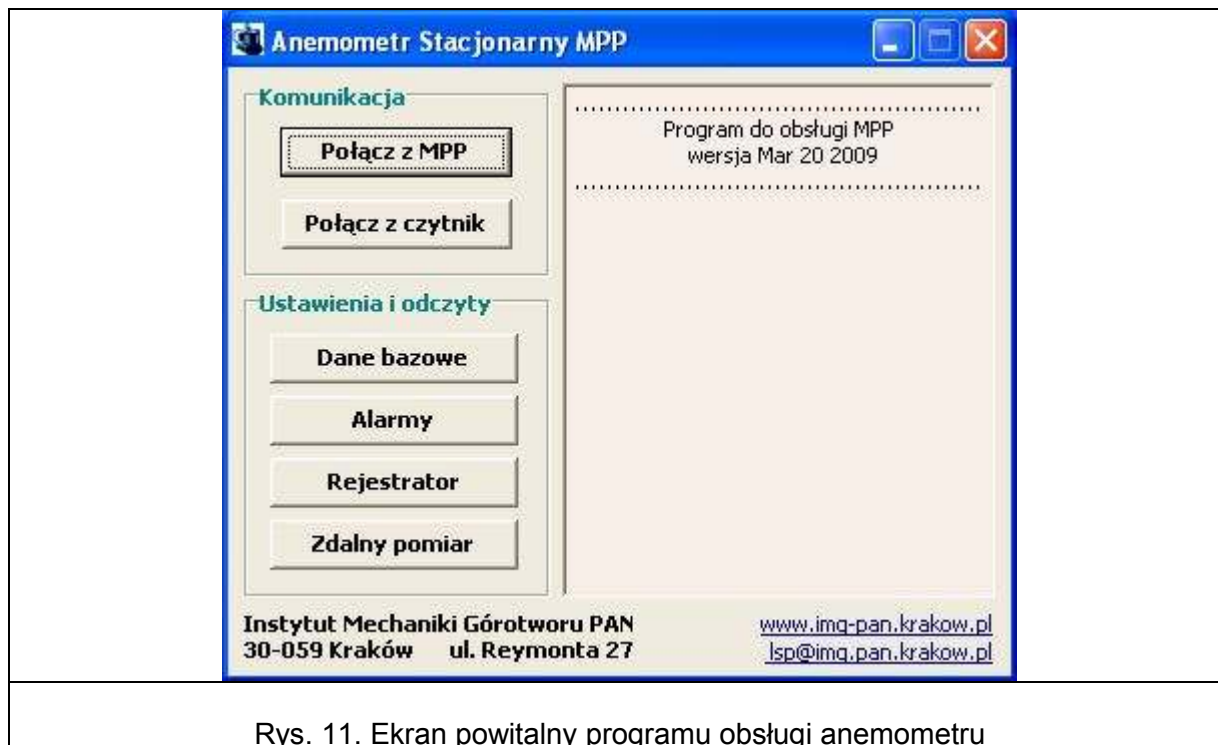 Anemometr Stacjonarny MPP
Komunikacja
Połącz z MPP
Połącz z czytnik
Ustawienia i odczyty
Dane bazowe
Alarmy
Rejestrator
Zdalny pomiar
Program do obsługi MPP
wersja Mar 20 2009
Instytut Mechaniki Górotworu PAN
30-059 Kraków ul. Reymonta 27
www.img-pan.krakow.pl
lsp@img.pan.krakow.pl
Rys. 11. Ekran powitalny programu obsługi anemometru